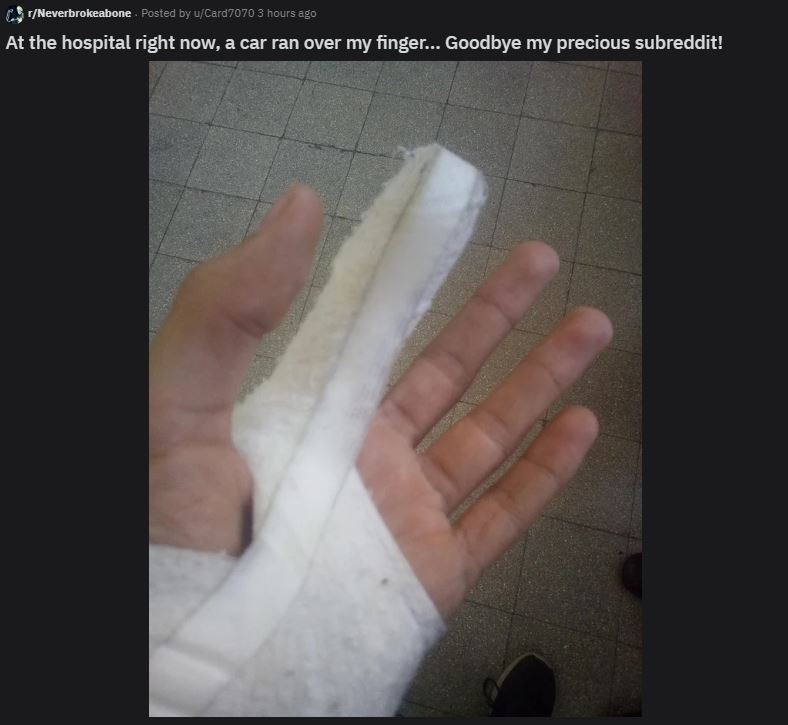 r/Neverbrokeabone · Posted by u/Card7070 3 hours ago
At the hospital right now, a car ran over my finger... Goodbye my precious subreddit!